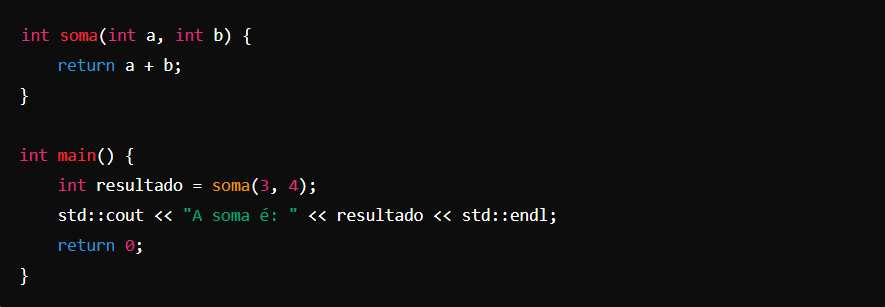 int soma(int a, int b) {
    return a + b;
}

int main() {
    int resultado = soma(3, 4);
    std::cout << "A soma é: " << resultado << std::endl;
    return 0;
}